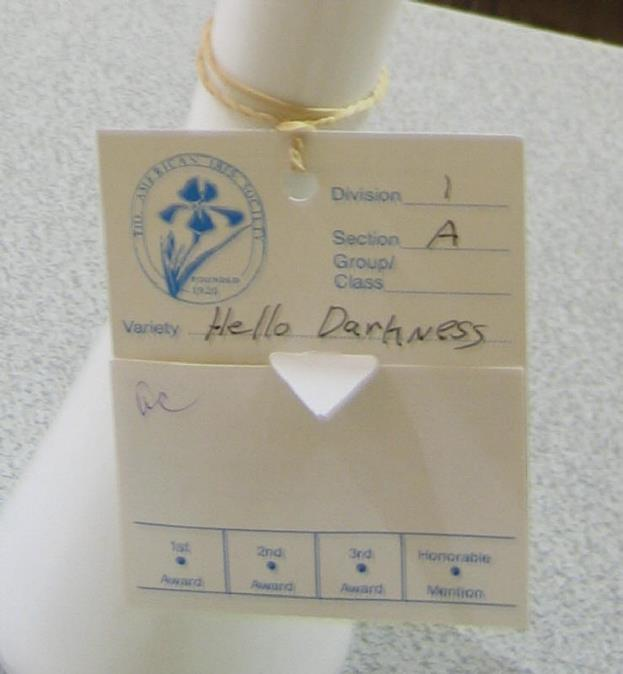 THE AMERICAN IRIS SOCIETY
FOUNDED
1920
Division 1
Section A
Group/
Class
Variety Hello Darkness
1st Award
2nd Award
3rd Award
Honorable Mention